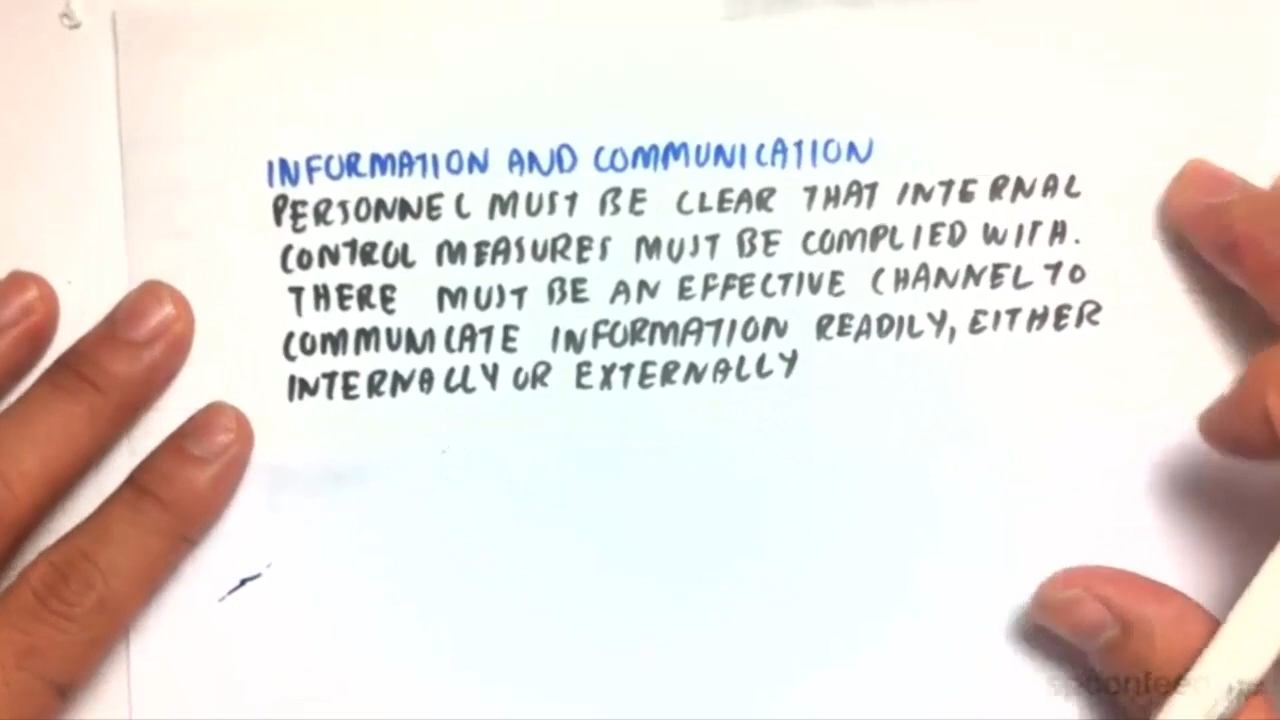 INFORMATION AND COMMUNICATION
PERSONNEL MUST BE CLEAR THAT INTERNAL
CONTROL MEASURES MUST BE COMPLIED WITH.
THERE MUST BE AN EFFECTIVE CHANNEL TO
COMMUNICATE INFORMATION READILY, EITHER
INTERNALLY OR EXTERNALLY